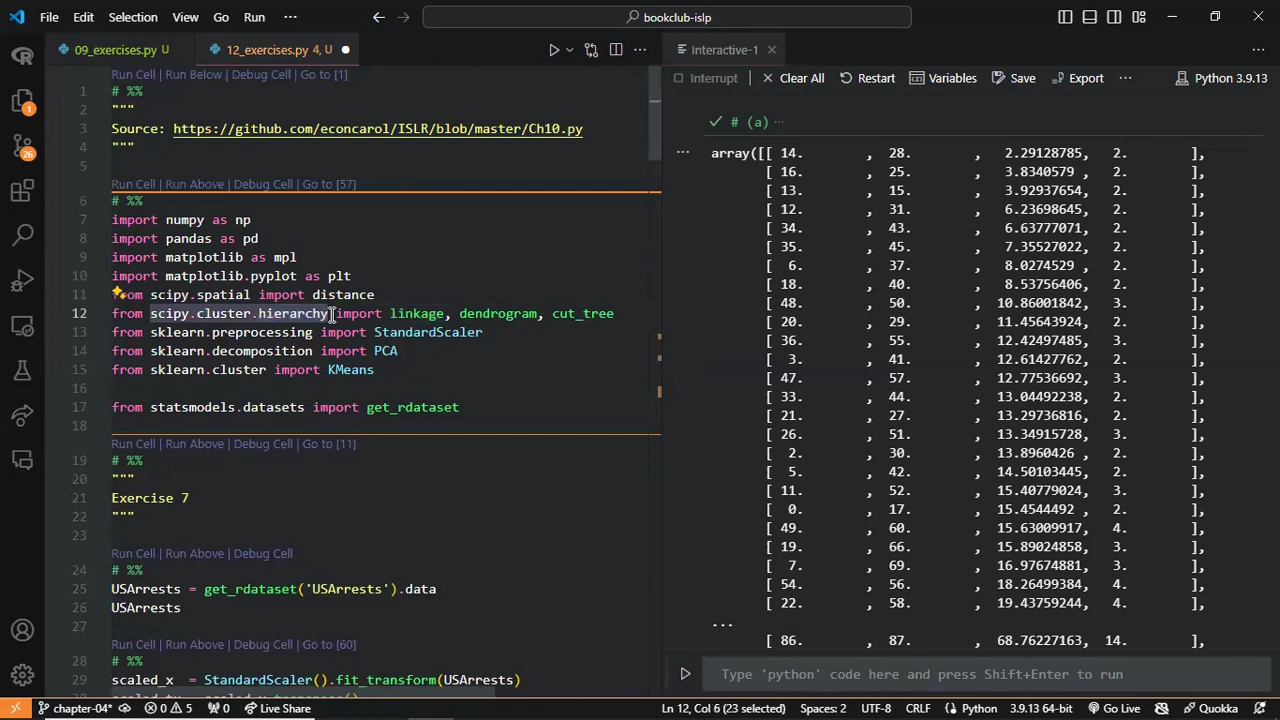 File Edit Selection View Go Run ··· bookclub-islp
09_exercises.py U 12_exercises.py 4, U Interactive-1
Interrupt Clear All Restart Variables Save Export ··· Python 3.9.13
Run Cell | Run Below | Debug Cell | Go to [1]
1 # %%
2 """
3 Source: https://github.com/econcarol/ISLR/blob/master/Ch10.py
4 """
5
Run Cell | Run Above | Debug Cell | Go to [57]
6 # %%
7 import numpy as np
8 import pandas as pd
9 import matplotlib as mpl
10 import matplotlib.pyplot as plt
11 from scipy.spatial import distance
12 from scipy.cluster.hierarchy import linkage, dendrogram, cut_tree
13 from sklearn.preprocessing import StandardScaler
14 from sklearn.decomposition import PCA
15 from sklearn.cluster import KMeans
16
17 from statsmodels.datasets import get_rdataset
18
Run Cell | Run Above | Debug Cell | Go to [11]
19 # %%
20 """
21 Exercise 7
22 """
23
Run Cell | Run Above | Debug Cell
24 # %%
25 USArrests = get_rdataset('USArrests').data
26 USArrests
27
Run Cell | Run Above | Debug Cell | Go to [60]
28 # %%
29 scaled_x = StandardScaler().fit_transform(USArrests)
# (a) ···
array([[ 14. , 28. , 2.29128785, 2. ],
[ 16. , 25. , 3.8340579 , 2. ],
[ 13. , 15. , 3.92937654, 2. ],
[ 12. , 31. , 6.23698645, 2. ],
[ 34. , 43. , 6.63777071, 2. ],
[ 35. , 45. , 7.35527022, 2. ],
[ 6. , 37. , 8.0274529 , 2. ],
[ 18. , 38. , 8.53757576, 2. ],
[ 48. , 50. , 10.86001842, 3. ],
[ 20. , 29. , 11.45643924, 2. ],
[ 36. , 55. , 12.42497485, 3. ],
[ 3. , 41. , 12.61427762, 2. ],
[ 47. , 57. , 12.77536692, 3. ],
[ 33. , 44. , 13.04492238, 2. ],
[ 21. , 27. , 13.29736816, 2. ],
[ 26. , 51. , 13.34915728, 3. ],
[ 2. , 30. , 13.8960426 , 2. ],
[ 5. , 42. , 14.50103445, 2. ],
[ 11. , 52. , 15.40779024, 3. ],
[ 0. , 17. , 15.4544492 , 2. ],
[ 49. , 60. , 15.63009917, 4. ],
[ 19. , 66. , 15.89024858, 3. ],
[ 7. , 69. , 16.97674881, 3. ],
[ 54. , 56. , 18.26499384, 4. ],
[ 22. , 58. , 19.43759244, 4. ],
...
[ 86. , 87. , 68.76227163, 14. ],
Type 'python' code here and press Shift+Enter to run
1
26
chapter-04* 0 5 0 Live Share Ln 12, Col 6 (23 selected) Spaces: 2 UTF-8 CRLF Python 3.9.13 64-bit Go Live Quokka